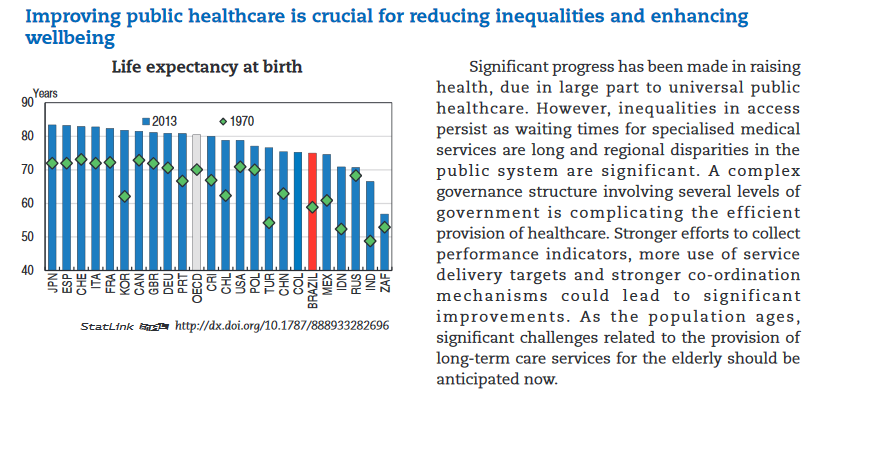 Improving public healthcare is crucial for reducing inequalities and enhancing
wellbeing
Life expectancy at birth
Years
90
80
70
60
50
40
2013
1970
JPN
ESP
CHE
ITA
FRA
KOR
CAN
GBR
DEU
PRT
OECD
CRI
CHL
USA
POL
TUR
CHN
COL
BRAZIL
MEX
IDN
RUS
IND
ZAF
StatLink http://dx.doi.org/10.1787/888933282696
Significant progress has been made in raising
health, due in large part to universal public
healthcare. However, inequalities in access
persist as waiting times for specialised medical
services are long and regional disparities in the
public system are significant. A complex
governance structure involving several levels of
government is complicating the efficient
provision of healthcare. Stronger efforts to collect
performance indicators, more use of service
delivery targets and stronger co-ordination
mechanisms could lead to significant
improvements. As the population ages,
significant challenges related to the provision of
long-term care services for the elderly should be
anticipated now.